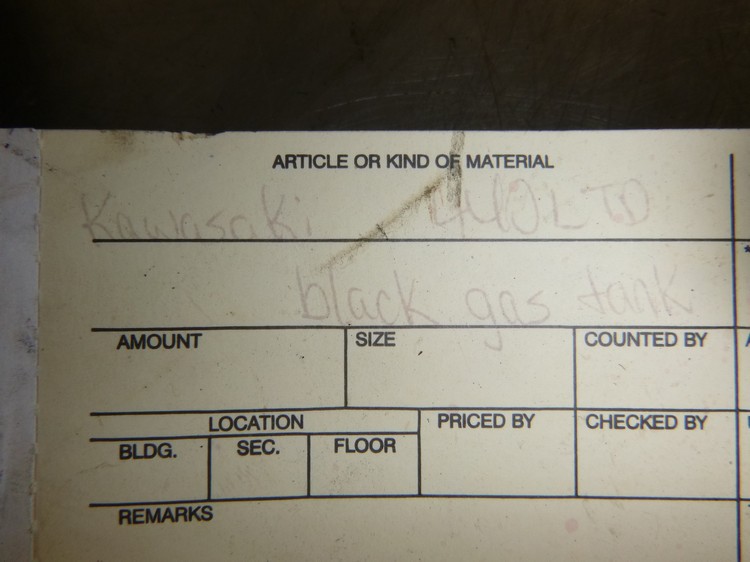 ARTICLE OR KIND OF MATERIAL
Kawasaki 440LTD
black gas tank
AMOUNT SIZE COUNTED BY
LOCATION PRICED BY CHECKED BY
BLDG. SEC. FLOOR
REMARKS